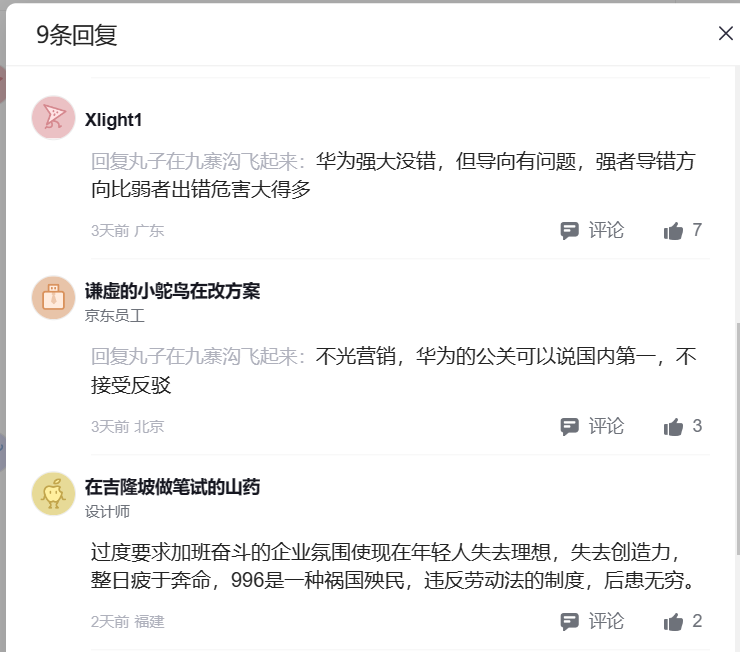 9条回复
Xlight1
回复丸子在九寨沟飞起来：华为强大没错，但导向有问题，强者导错方
向比弱者出错危害大得多
3天前 广东
评论 7
谦虚的小鸵鸟在改方案
京东员工
回复丸子在九寨沟飞起来：不光营销，华为的公关可以说国内第一，不
接受反驳
3天前 北京
评论 3
在吉隆坡做笔试的山药
设计师
过度要求加班奋斗的企业氛围使现在年轻人失去理想，失去创造力，
整日疲于奔命，996是一种祸国殃民，违反劳动法的制度，后患无穷。
2天前 福建
评论 2